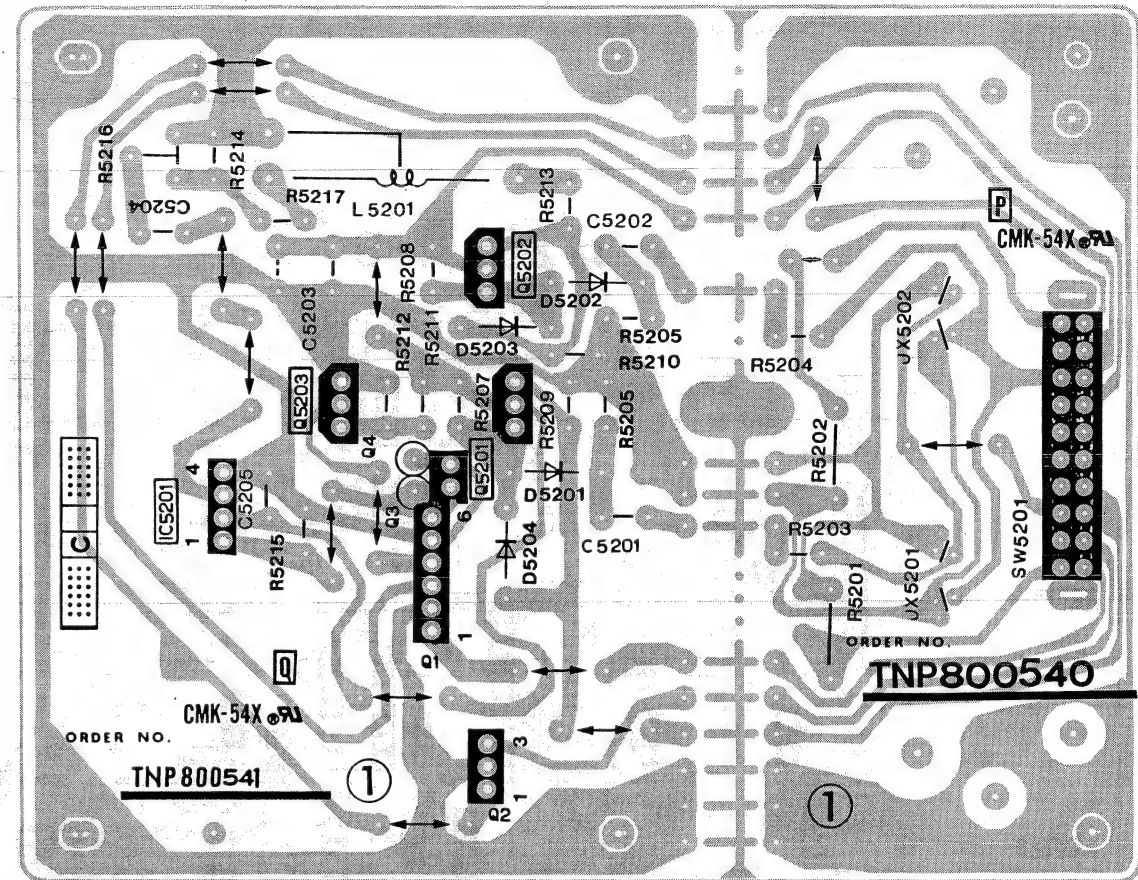 R5216
R5214
C5204
R5217
L5201
R5213
C5202
P
CMK-54X
R5208
Q5202
D5202
C5203
R5212
R5211
D5203
R5205
R5210
R5204
JX5202
Q5203
Q4
R5207
R5209
R5205
R5202
Q5201
D5201
4
IC5201
C5205
1
C
Q3
6
R5215
D5204
C5201
R5203
R5201
JX5201
SW5201
1
Q1
ORDER NO.
TNP800540
Q
CMK-54X
ORDER NO.
TNP800541
1
3
1
Q2
1